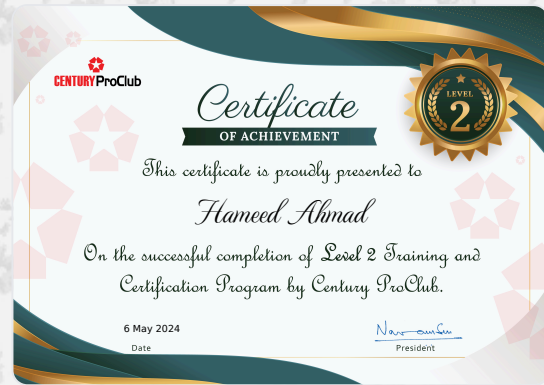 CENTURY ProClub
Certificate
OF ACHIEVEMENT
LEVEL
2
This certificate is proudly presented to
Hameed Ahmad
On the successful completion of Level 2 Training and
Certification Program by Century ProClub.
6 May 2024
Date
President